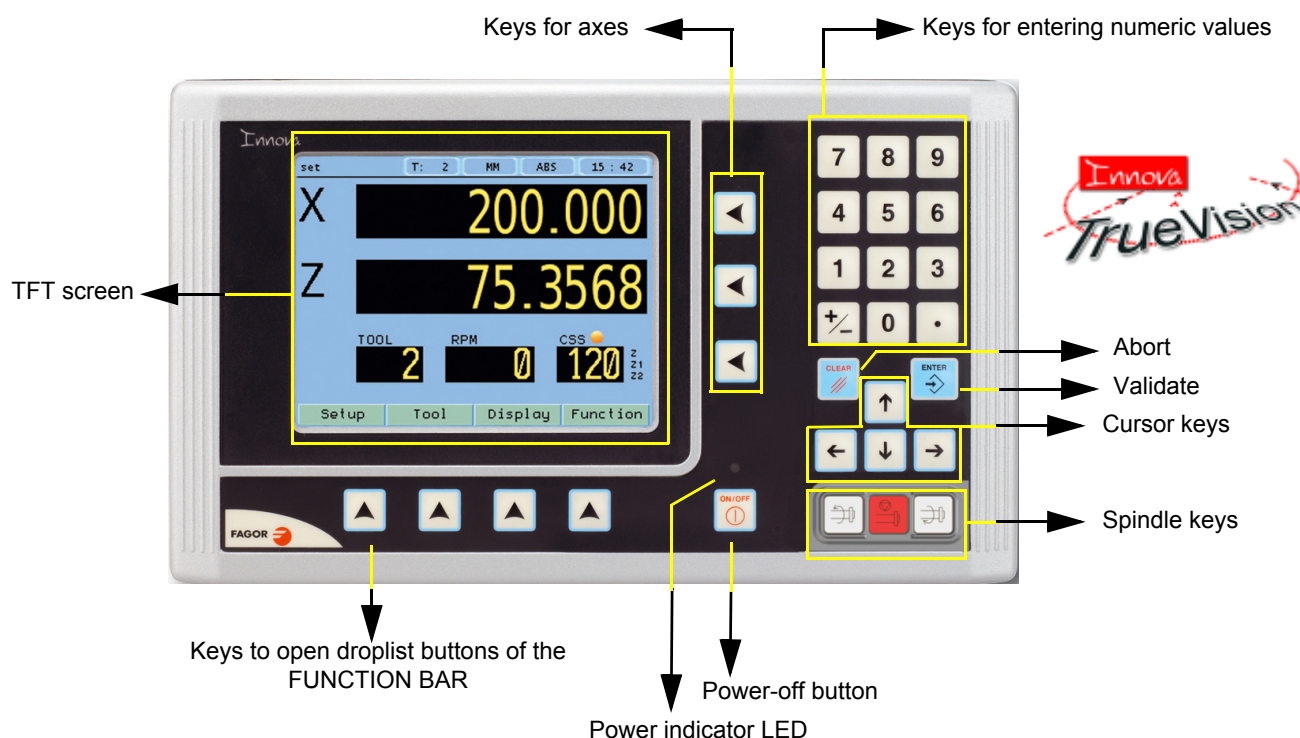 Keys for axes
Keys for entering numeric values
Innova
set T: 2 MM ABS 15 : 42
X 200.000
Z 75.3568
TOOL RPM CSS
2 0 120 Z
Z1
Z2
Setup Tool Display Function
7 8 9
4 5 6
1 2 3
+/- 0 .
CLEAR ENTER
ON/OFF
FAGOR
Innova
TrueVision
TFT screen
Abort
Validate
Cursor keys
Spindle keys
Keys to open droplist buttons of the
FUNCTION BAR
Power-off button
Power indicator LED